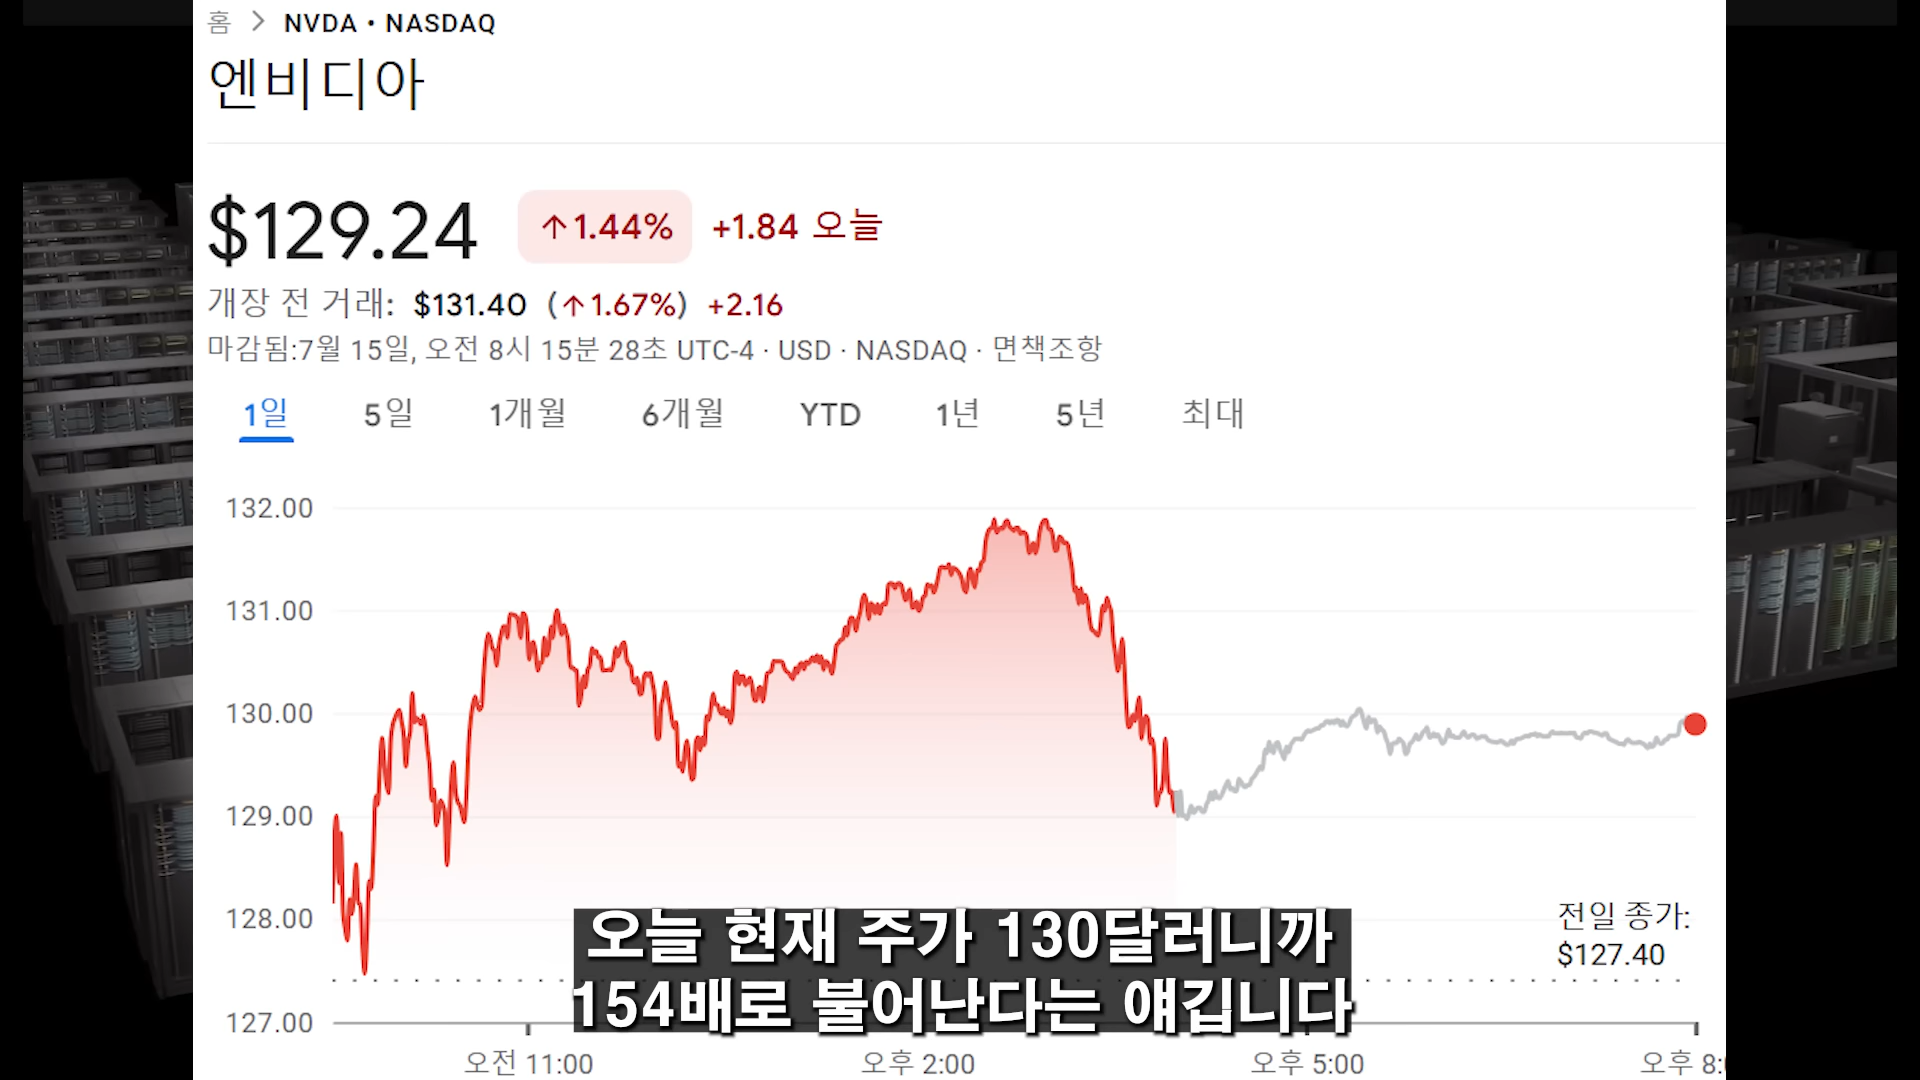 홈 > NVDA • NASDAQ
엔비디아
$129.24 ↑1.44% +1.84 오늘
개장 전 거래: $131.40 (↑1.67%) +2.16
마감됨:7월 15일, 오전 8시 15분 28초 UTC-4 · USD · NASDAQ · 면책조항
1일 5일 1개월 6개월 YTD 1년 5년 최대
132.00
131.00
130.00
129.00
128.00
127.00
전일 종가:
$127.40
오늘 현재 주가 130달러니까
154배로 불어난다는 얘깁니다
오전 11:00 오후 2:00 오후 5:00 오후 8:0